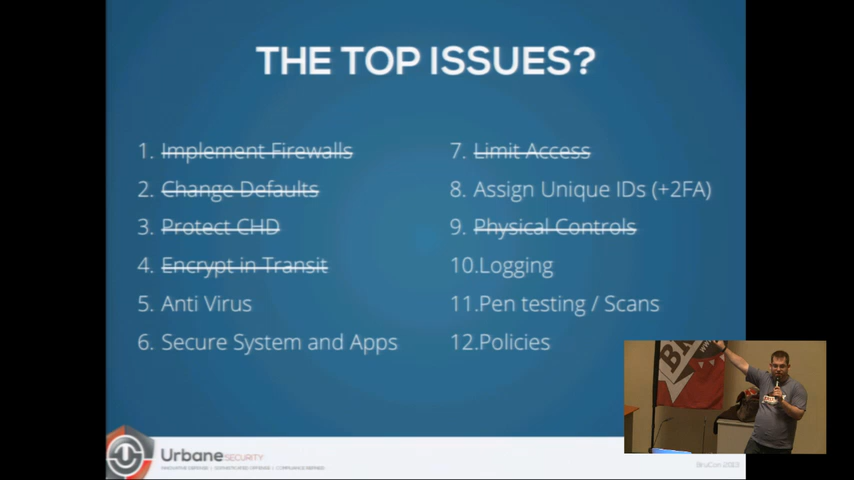 THE TOP ISSUES?
1. Implement Firewalls
2. Change Defaults
3. Protect CHD
4. Encrypt in Transit
5. Anti Virus
6. Secure System and Apps
7. Limit Access
8. Assign Unique IDs (+2FA)
9. Physical Controls
10.Logging
11.Pen testing / Scans
12.Policies
Urbane SECURITY
BruCon 2013